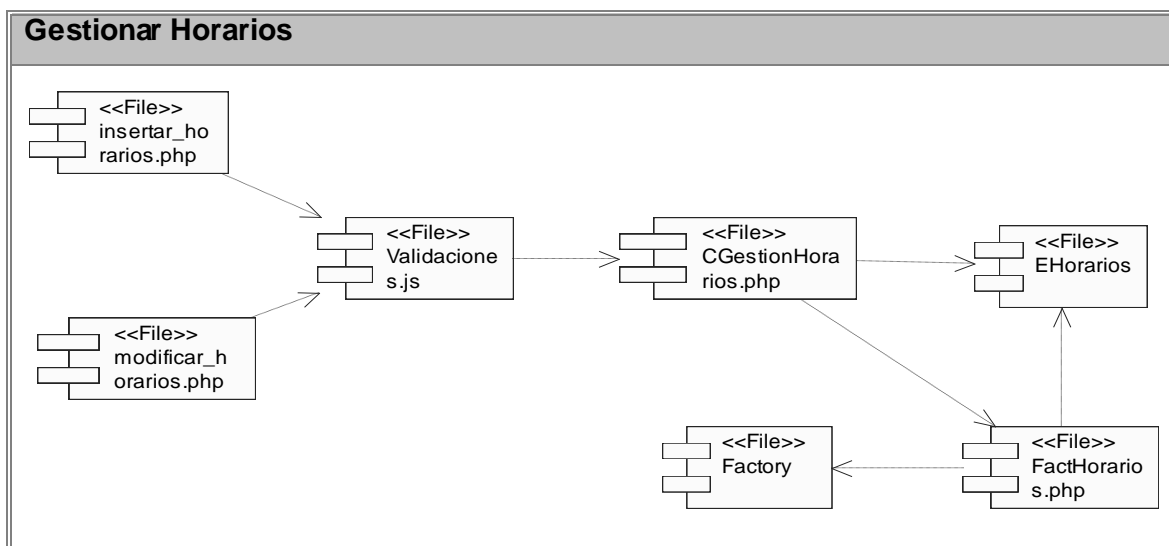 Gestionar Horarios
<<File>>
insertar_ho
rarios.php
<<File>>
Validacione
s.js
<<File>>
CGestionHora
rios.php
<<File>>
EHorarios
<<File>>
modificar_h
orarios.php
<<File>>
Factory
<<File>>
FactHorario
s.php